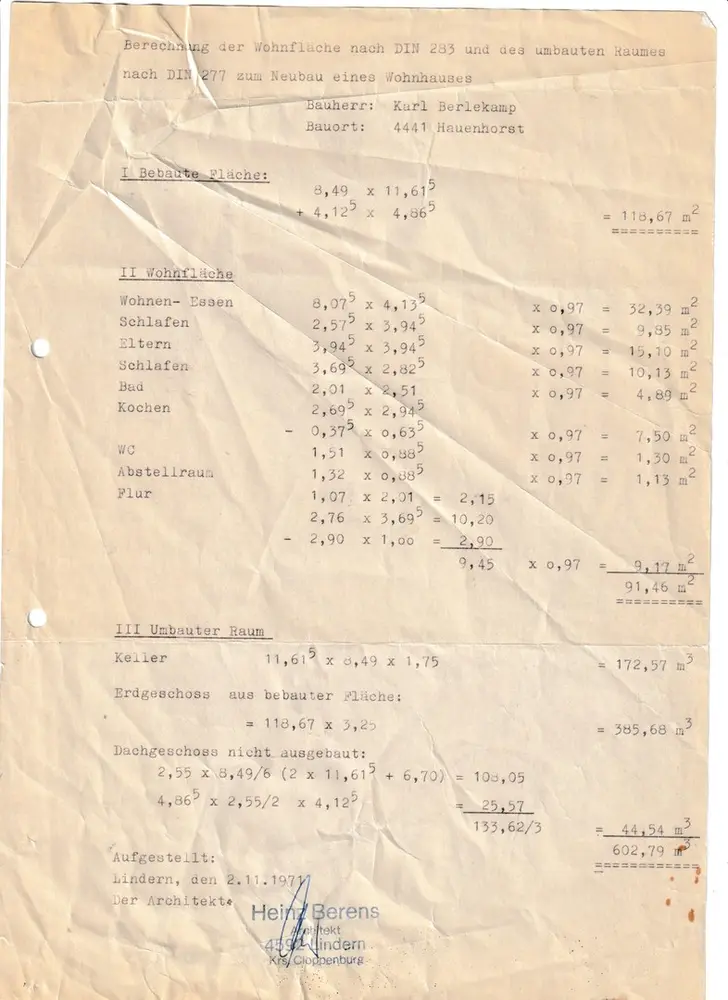 Berechnung der Wohnfläche nach DIN 283 und des umbauten Raumes
nach DIN 277 zum Neubau eines Wohnhauses
Bauherr: Karl Berlekamp
Bauort: 4441 Hauenhorst
I Bebaute Fläche:
8,49 x 11,61⁵
+ 4,12⁵ x 4,86⁵ = 118,67 m²
==========
II Wohnfläche
Wohnen- Essen 8,07⁵ x 4,13⁵ x 0,97 = 32,39 m²
Schlafen 2,57⁵ x 3,94⁵ x 0,97 = 9,85 m²
Eltern 3,94⁵ x 3,94⁵ x 0,97 = 15,10 m²
Schlafen 3,69⁵ x 2,82⁵ x 0,97 = 10,13 m²
Bad 2,01 x 2,51 x 0,97 = 4,89 m²
Kochen 2,69⁵ x 2,94⁵
- 0,37⁵ x 0,63⁵ x 0,97 = 7,50 m²
WC 1,51 x 0,88⁵ x 0,97 = 1,30 m²
Abstellraum 1,32 x 0,88⁵ x 0,97 = 1,13 m²
Flur 1,07 x 2,01 = 2,15
2,76 x 3,69⁵ = 10,20
- 2,90 x 1,00 = 2,90
9,45 x 0,97 = 9,17 m²
91,46 m²
==========
III Umbauter Raum
Keller 11,61⁵ x 8,49 x 1,75 = 172,57 m³
Erdgeschoss aus bebauter Fläche:
= 118,67 x 3,25 = 385,68 m³
Dachgeschoss nicht ausgebaut:
2,55 x 8,49/6 (2 x 11,61⁵ + 6,70) = 108,05
4,86⁵ x 2,55/2 x 4,12⁵ = 25,57
133,62/3 = 44,54 m³
602,79 m³
============
Aufgestellt:
Lindern, den 2.11.1971
Der Architekt.
Heinz Berens
Architekt
4592 Lindern
Krs. Cloppenburg